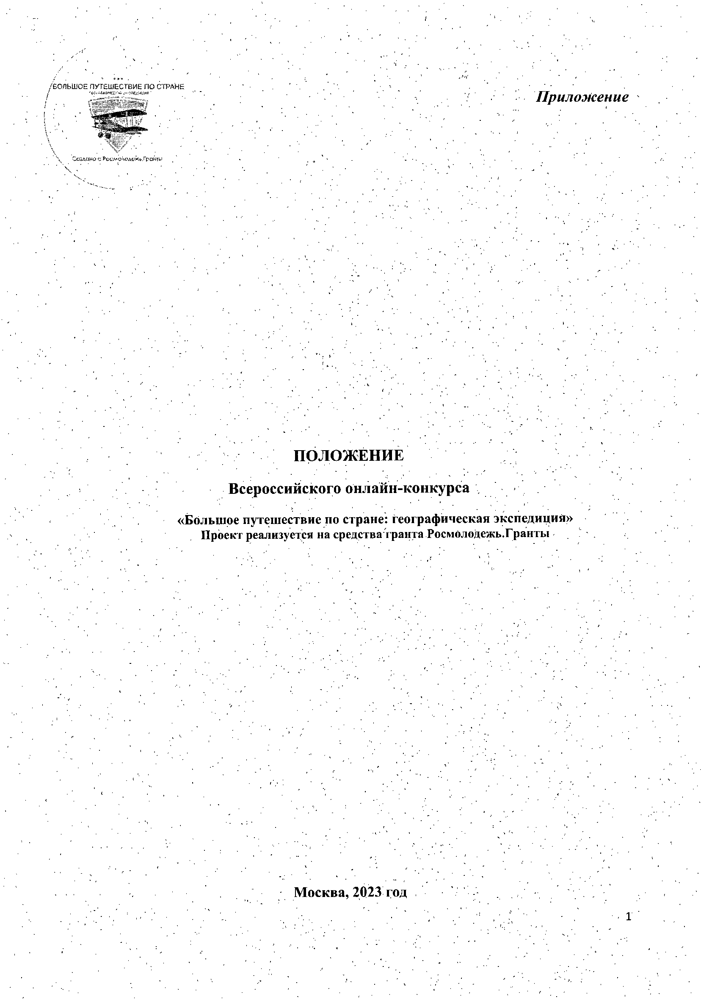 БОЛЬШОЕ ПУТЕШЕСТВИЕ ПО СТРАНЕ
Создано с Росмолодежь.Гранты
Приложение
ПОЛОЖЕНИЕ
Всероссийского онлайн-конкурса
«Большое путешествие по стране: географическая экспедиция»
Проект реализуется на средства гранта Росмолодежь.Гранты
Москва, 2023 год
1